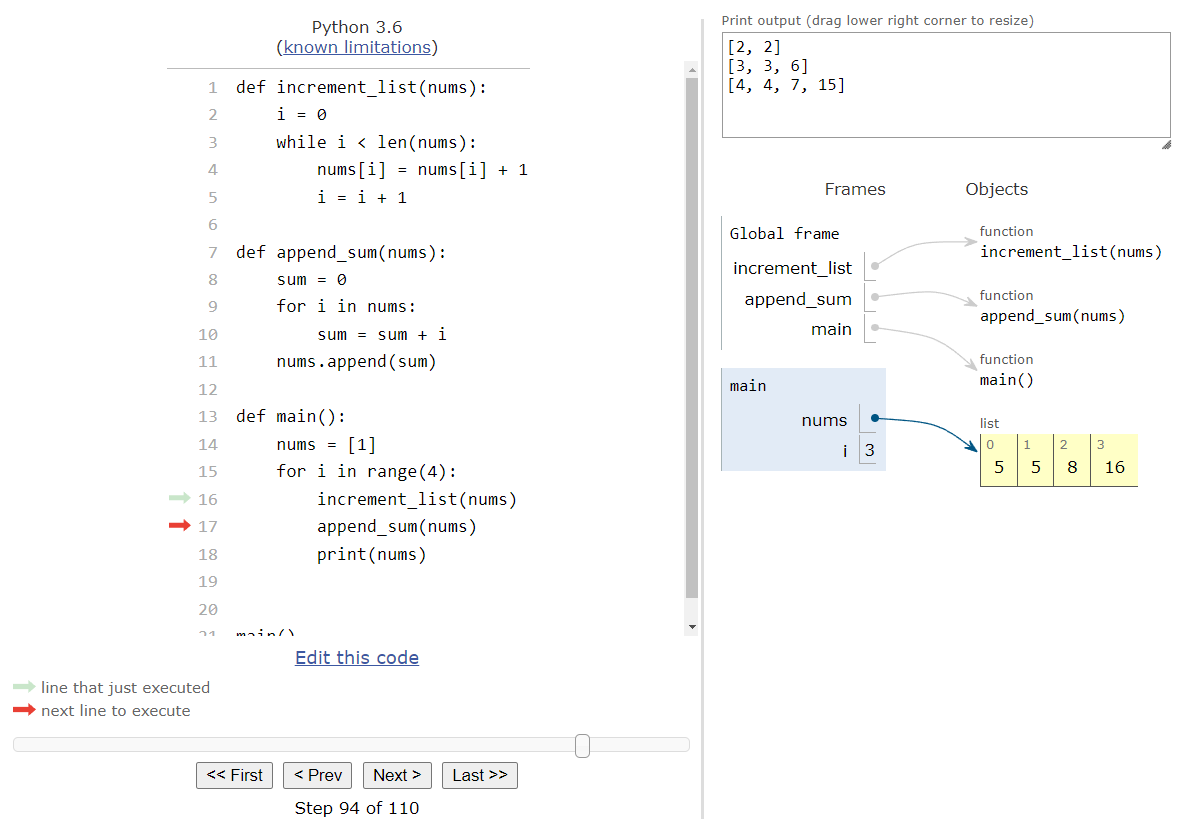 Python 3.6
(known limitations)
1 def increment_list(nums):
2     i = 0
3     while i < len(nums):
4         nums[i] = nums[i] + 1
5         i = i + 1
6
7 def append_sum(nums):
8     sum = 0
9     for i in nums:
10         sum = sum + i
11     nums.append(sum)
12
13 def main():
14     nums = [1]
15     for i in range(4):
16         increment_list(nums)
17         append_sum(nums)
18         print(nums)
19
20
21 main()
Edit this code
line that just executed
next line to execute
<< First < Prev Next > Last >>
Step 94 of 110
Print output (drag lower right corner to resize)
[2, 2]
[3, 3, 6]
[4, 4, 7, 15]
Frames Objects
Global frame
increment_list
append_sum
main
function
increment_list(nums)
function
append_sum(nums)
function
main()
main
nums
i 3
list
0 1 2 3
5 5 8 16